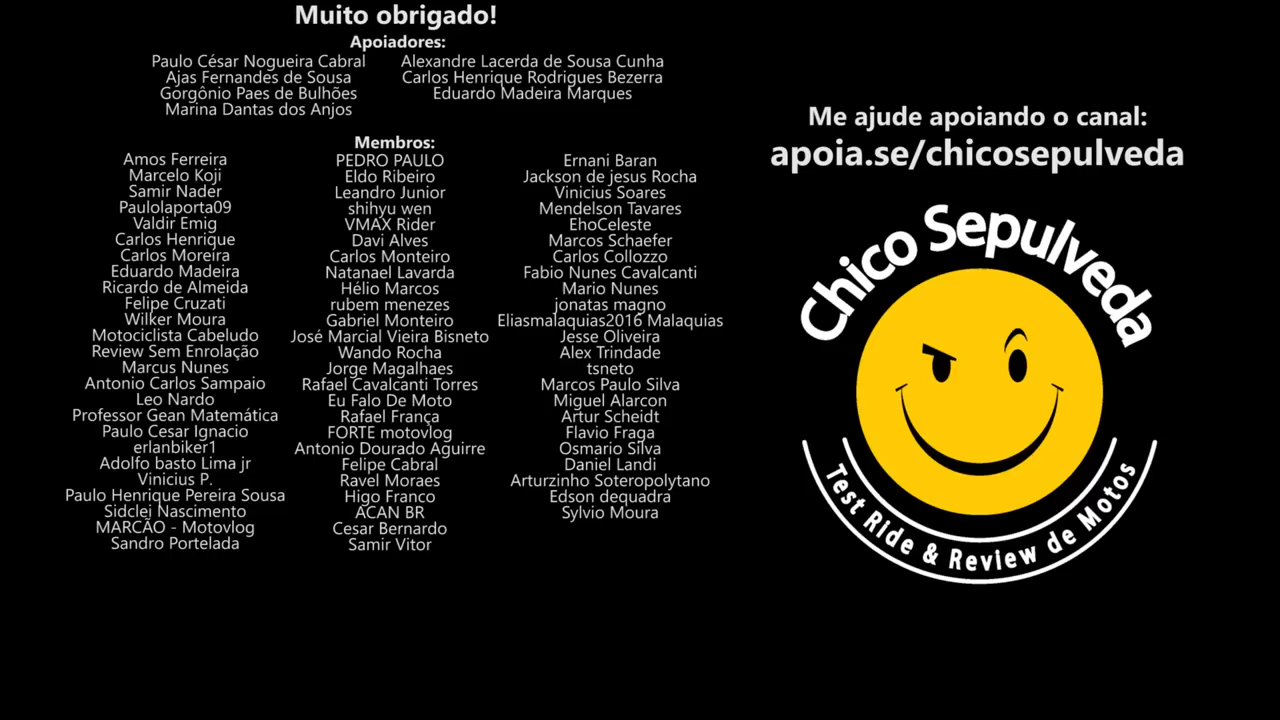 Muito obrigado!
Apoiadores:
Paulo César Nogueira Cabral
Ajas Fernandes de Sousa
Gorgônio Paes de Bulhões
Marina Dantas dos Anjos
Alexandre Lacerda de Sousa Cunha
Carlos Henrique Rodrigues Bezerra
Eduardo Madeira Marques
Membros:
Amos Ferreira
Marcelo Koji
Samir Nader
Paulolaporta09
Valdir Emig
Carlos Henrique
Carlos Moreira
Eduardo Madeira
Ricardo de Almeida
Felipe Cruzati
Wilker Moura
Motociclista Cabeludo
Review Sem Enrolação
Marcus Nunes
Antonio Carlos Sampaio
Leo Nardo
Professor Gean Matemática
Paulo Cesar Ignacio
erlanbiker1
Adolfo basto Lima jr
Vinicius P.
Paulo Henrique Pereira Sousa
Sidclei Nascimento
MARCÃO - Motovlog
Sandro Portelada
PEDRO PAULO
Eldo Ribeiro
Leandro Junior
shihyu wen
VMAX Rider
Davi Alves
Carlos Monteiro
Natanael Lavarda
Hélio Marcos
rubem menezes
Gabriel Monteiro
José Marcial Vieira Bisneto
Wando Rocha
Jorge Magalhaes
Rafael Cavalcanti Torres
Eu Falo De Moto
Rafael França
FORTE motovlog
Antonio Dourado Aguirre
Felipe Cabral
Ravel Moraes
Higo Franco
ACAN BR
Cesar Bernardo
Samir Vitor
Ernani Baran
Jackson de jesus Rocha
Vinicius Soares
Mendelson Tavares
EhoCeleste
Marcos Schaefer
Carlos Collozzo
Fabio Nunes Cavalcanti
Mario Nunes
jonatas magno
Eliasmalaquias2016 Malaquias
Jesse Oliveira
Alex Trindade
tsneto
Marcos Paulo Silva
Miguel Alarcon
Artur Scheidt
Flavio Fraga
Osmario Silva
Daniel Landi
Arturzinho Soteropolytano
Edson dequadra
Sylvio Moura
Me ajude apoiando o canal:
apoia.se/chicosepulveda
Chico Sepulveda
Test Ride & Review de Motos